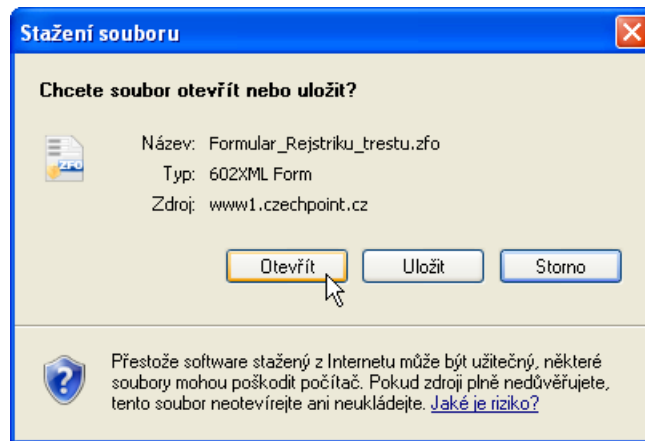 Stažení souboru
Chcete soubor otevřít nebo uložit?
ZFO
Název: Formular_Rejstriku_trestu.zfo
Typ: 602XML Form
Zdroj: www1.czechpoint.cz
Otevřít Uložit Storno
Přestože software stažený z Internetu může být užitečný, některé
soubory mohou poškodit počítač. Pokud zdroji plně nedůvěřujete,
tento soubor neotevírejte ani neukládejte. Jaké je riziko?